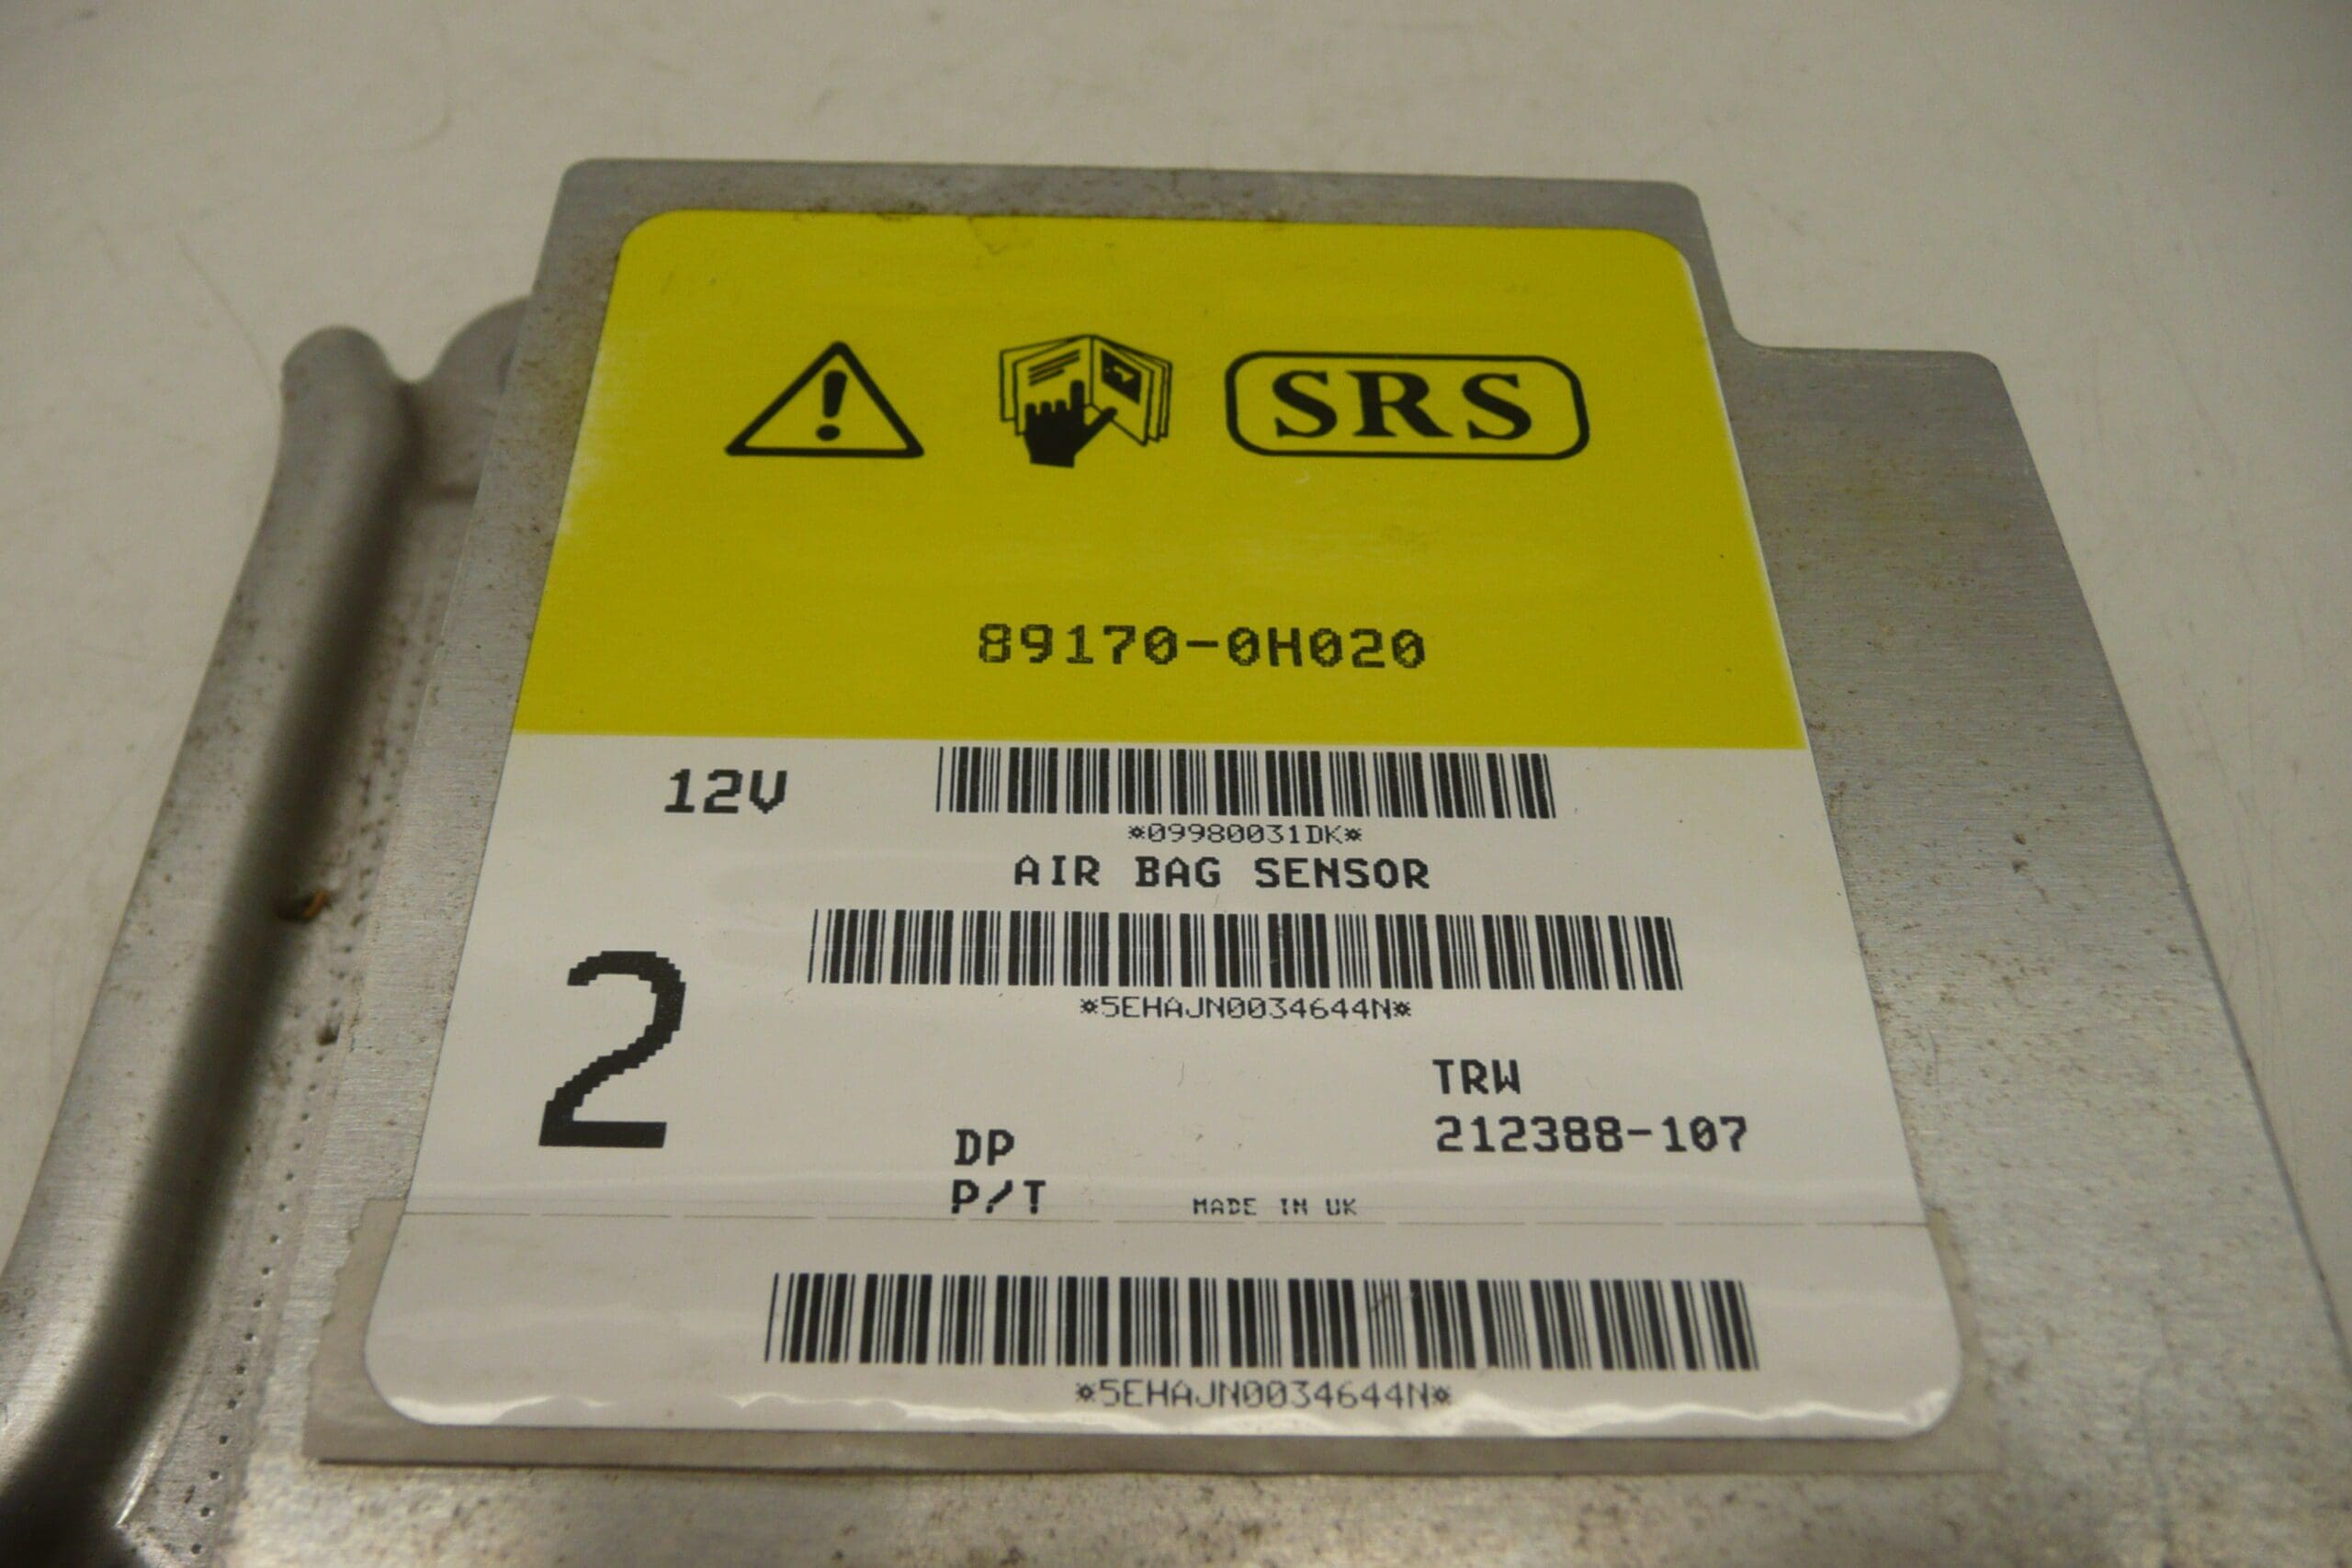 SRS
89170-0H020
12V
*09980031DK*
AIR BAG SENSOR
*5EHAJN0034644N*
2
TRW
212388-107
DP
P/T
MADE IN UK
*5EHAJN0034644N*